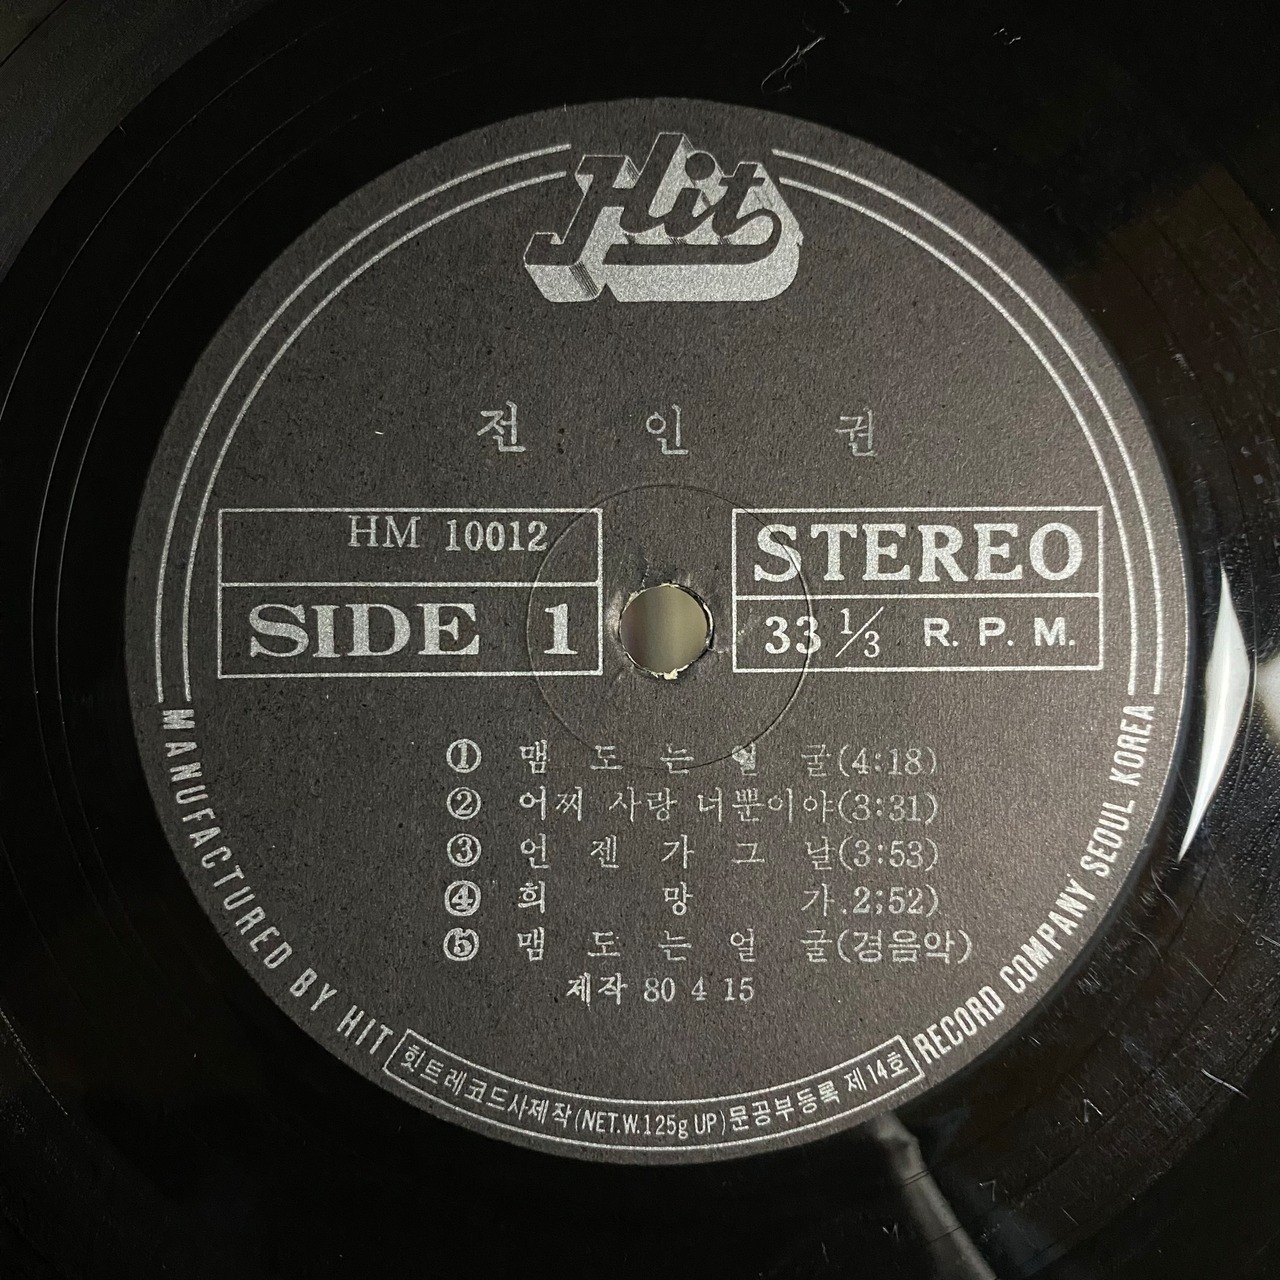 Hit
전 인 권
HM 10012
SIDE 1
STEREO
33 1/3 R. P. M.
① 맴 도 는 얼 굴(4:18)
② 어찌 사랑 너뿐이야(3:31)
③ 언 젠 가 그 날(3:53)
④ 희 망 가.2;52)
⑤ 맴 도 는 얼 굴(경음악)
제작 80 4 15
MANUFACTURED BY HIT RECORD COMPANY SEOUL KOREA
힛트레코드사제작(NET.W.125g UP)문공부등록 제14호